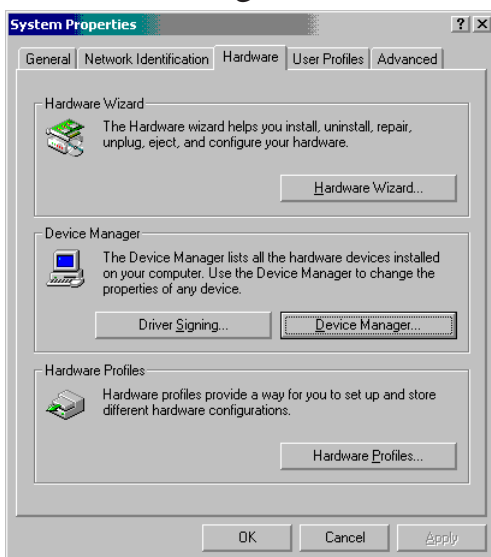 System Properties
General Network Identification Hardware User Profiles Advanced
Hardware Wizard
The Hardware wizard helps you install, uninstall, repair,
unplug, eject, and configure your hardware.
Hardware Wizard...
Device Manager
The Device Manager lists all the hardware devices installed
on your computer. Use the Device Manager to change the
properties of any device.
Driver Signing... Device Manager...
Hardware Profiles
Hardware profiles provide a way for you to set up and store
different hardware configurations.
Hardware Profiles...
OK Cancel Apply